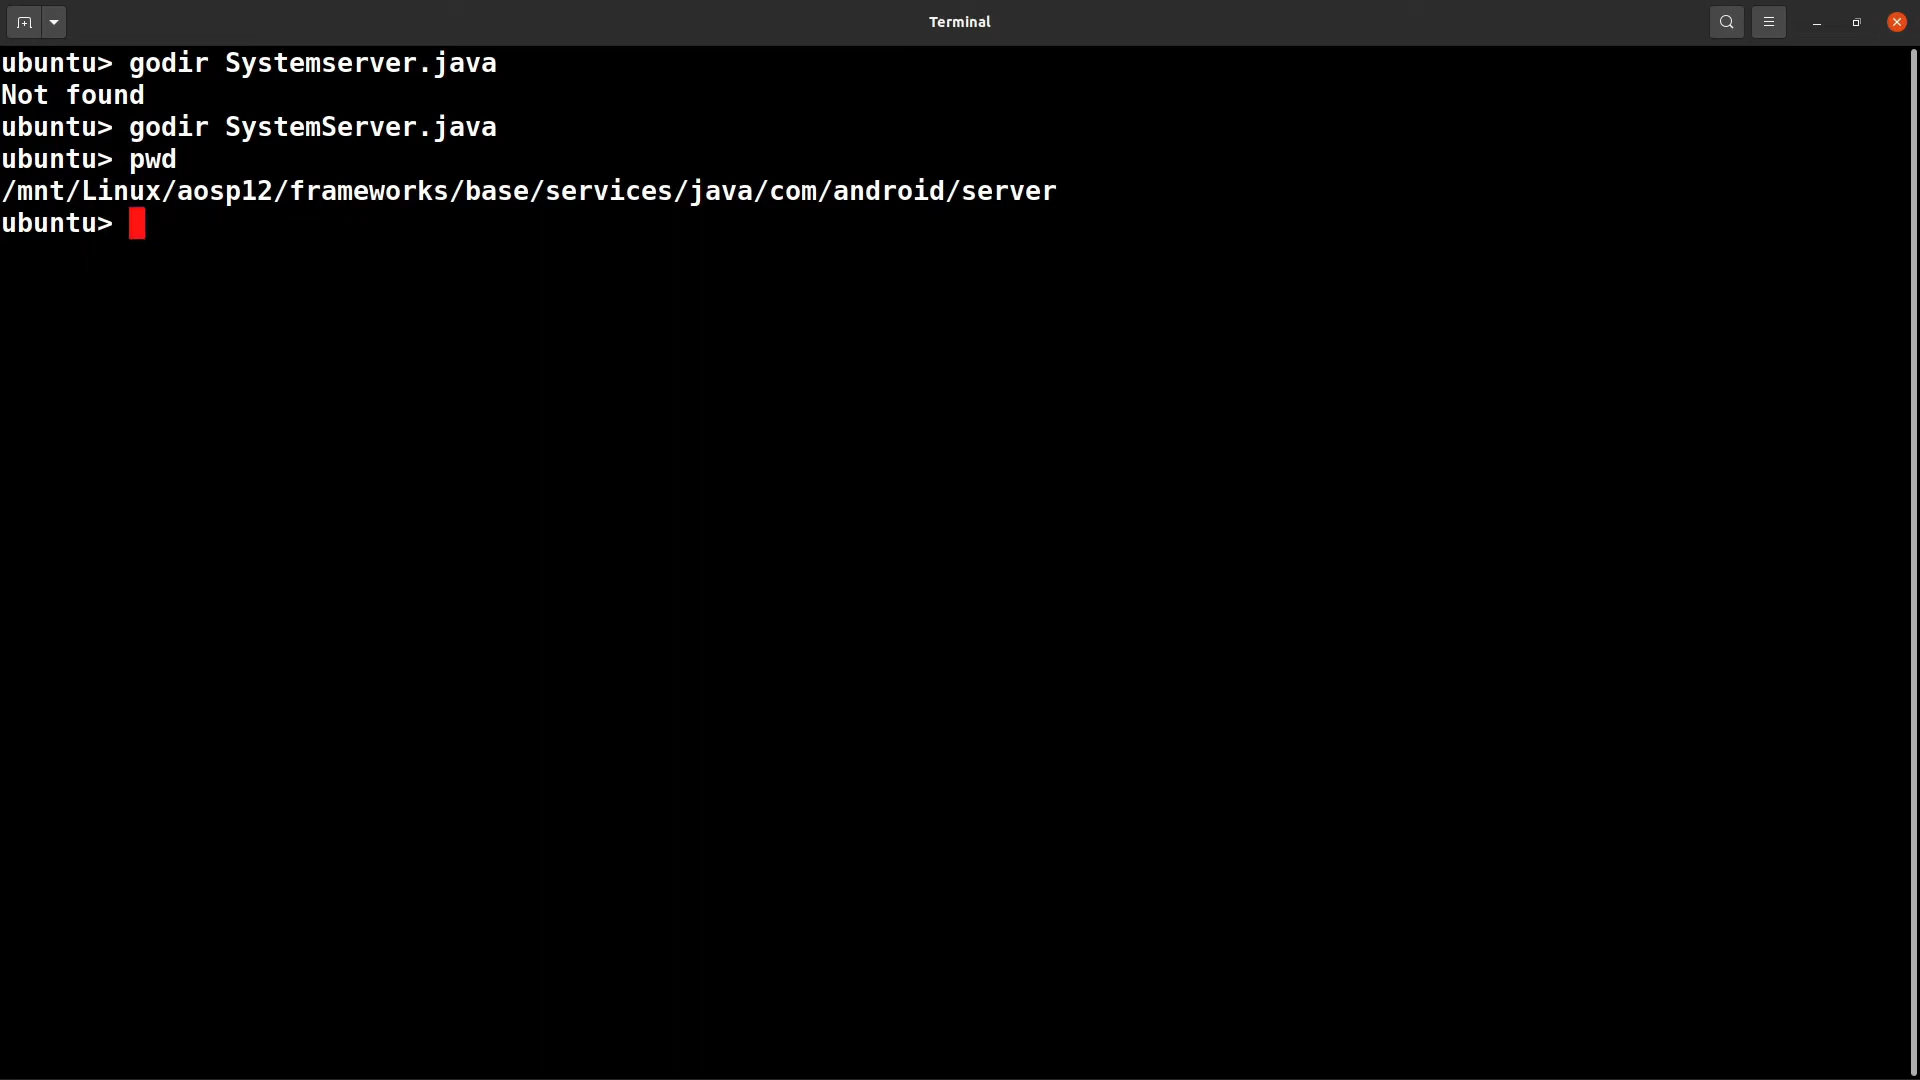 Terminal
ubuntu> godir Systemserver.java
Not found
ubuntu> godir SystemServer.java
ubuntu> pwd
/mnt/Linux/aosp12/frameworks/base/services/java/com/android/server
ubuntu>